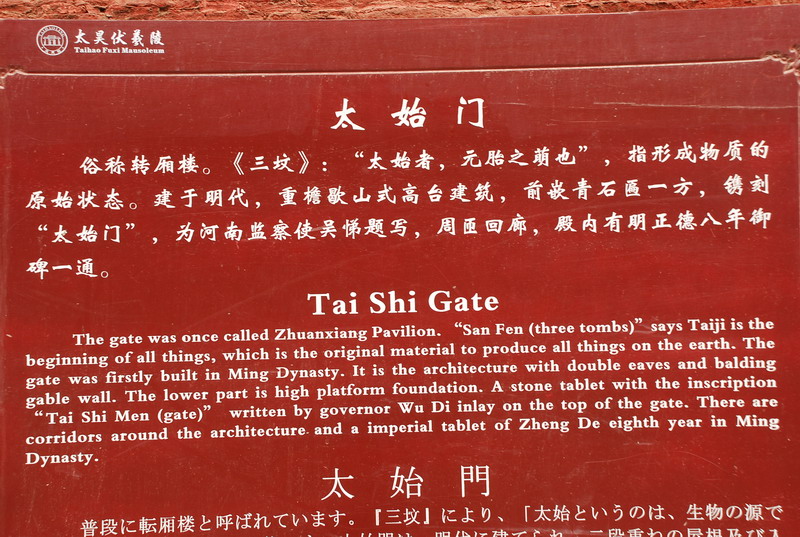 太昊伏羲陵
Taihao Fuxi Mausoleum
太始门
俗称转厢楼。《三坟》：“太始者，元胎之萌也”，指形成物质的
原始状态。建于明代，重檐歇山式高台建筑，前嵌青石匾一方，镌刻
“太始门”，为河南监察使吴悌题写，周匝回廊，殿内有明正德八年御
碑一通。
Tai Shi Gate
The gate was once called Zhuanxiang Pavilion. “San Fen (three tombs)” says Taiji is the
beginning of all things, which is the original material to produce all things on the earth. The
gate was firstly built in Ming Dynasty. It is the architecture with double eaves and balding
gable wall. The lower part is high platform foundation. A stone tablet with the inscription
“Tai Shi Men (gate)” written by governor Wu Di inlay on the top of the gate. There are
corridors around the architecture and a imperial tablet of Zheng De eighth year in Ming
Dynasty.
太始門
普段に転厢楼と呼ばれています。『三坟』により、「太始というのは、生物の源で